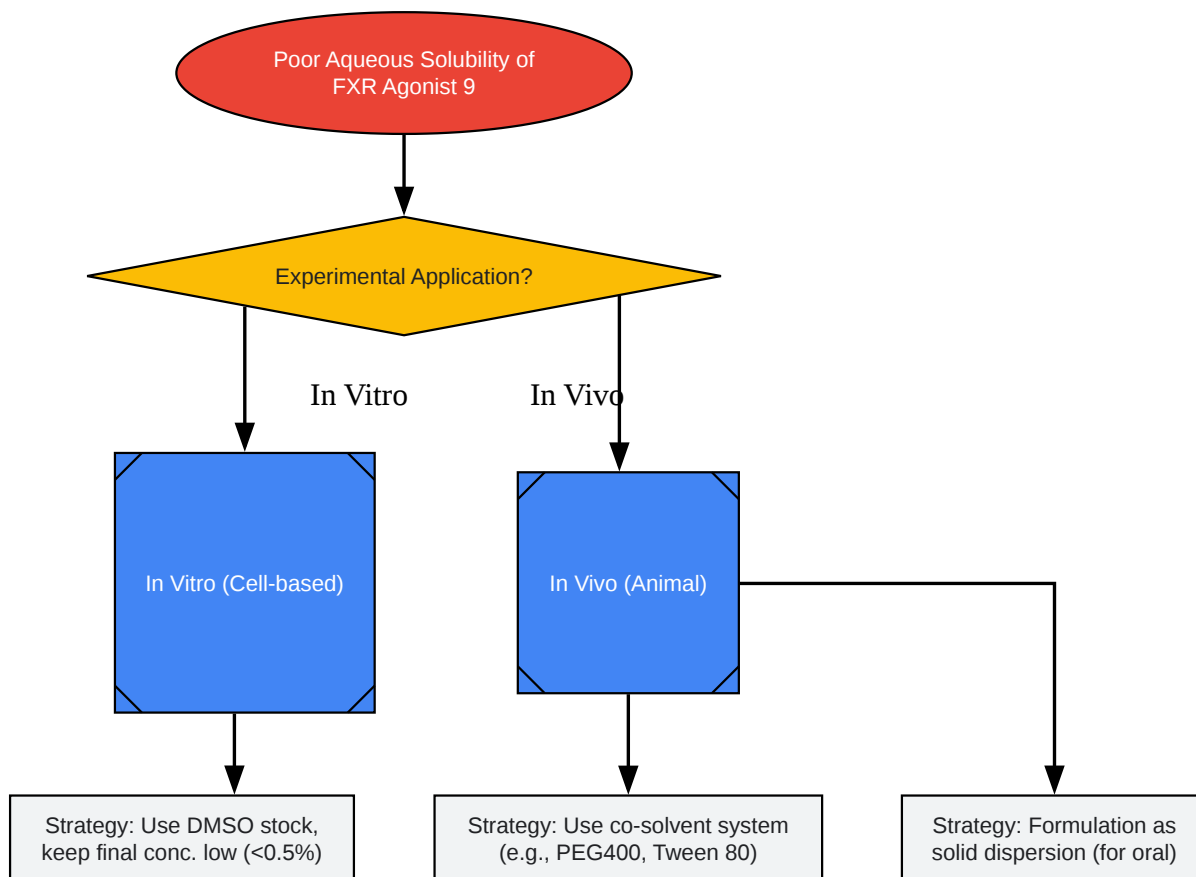 Poor Aqueous Solubility of
FXR Agonist 9
Experimental Application?
In Vitro
In Vivo
In Vitro (Cell-based)
In Vivo (Animal)
Strategy: Use DMSO stock,
keep final conc. low (<0.5%)
Strategy: Use co-solvent system
(e.g., PEG400, Tween 80)
Strategy: Formulation as
solid dispersion (for oral)